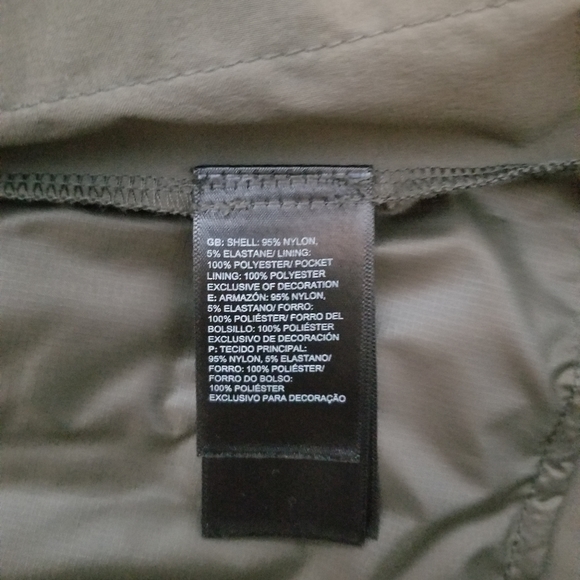 GB: SHELL: 95% NYLON,
5% ELASTANE/ LINING:
100% POLYESTER/ POCKET
LINING: 100% POLYESTER
EXCLUSIVE OF DECORATION
E: ARMAZÓN: 95% NYLON,
5% ELASTANO/ FORRO:
100% POLIÉSTER/ FORRO DEL
BOLSILLO: 100% POLIÉSTER
EXCLUSIVO DE DECORACIÓN
P: TECIDO PRINCIPAL:
95% NYLON, 5% ELASTANO/
FORRO: 100% POLIÉSTER/
FORRO DO BOLSO:
100% POLIÉSTER
EXCLUSIVO PARA DECORAÇÃO